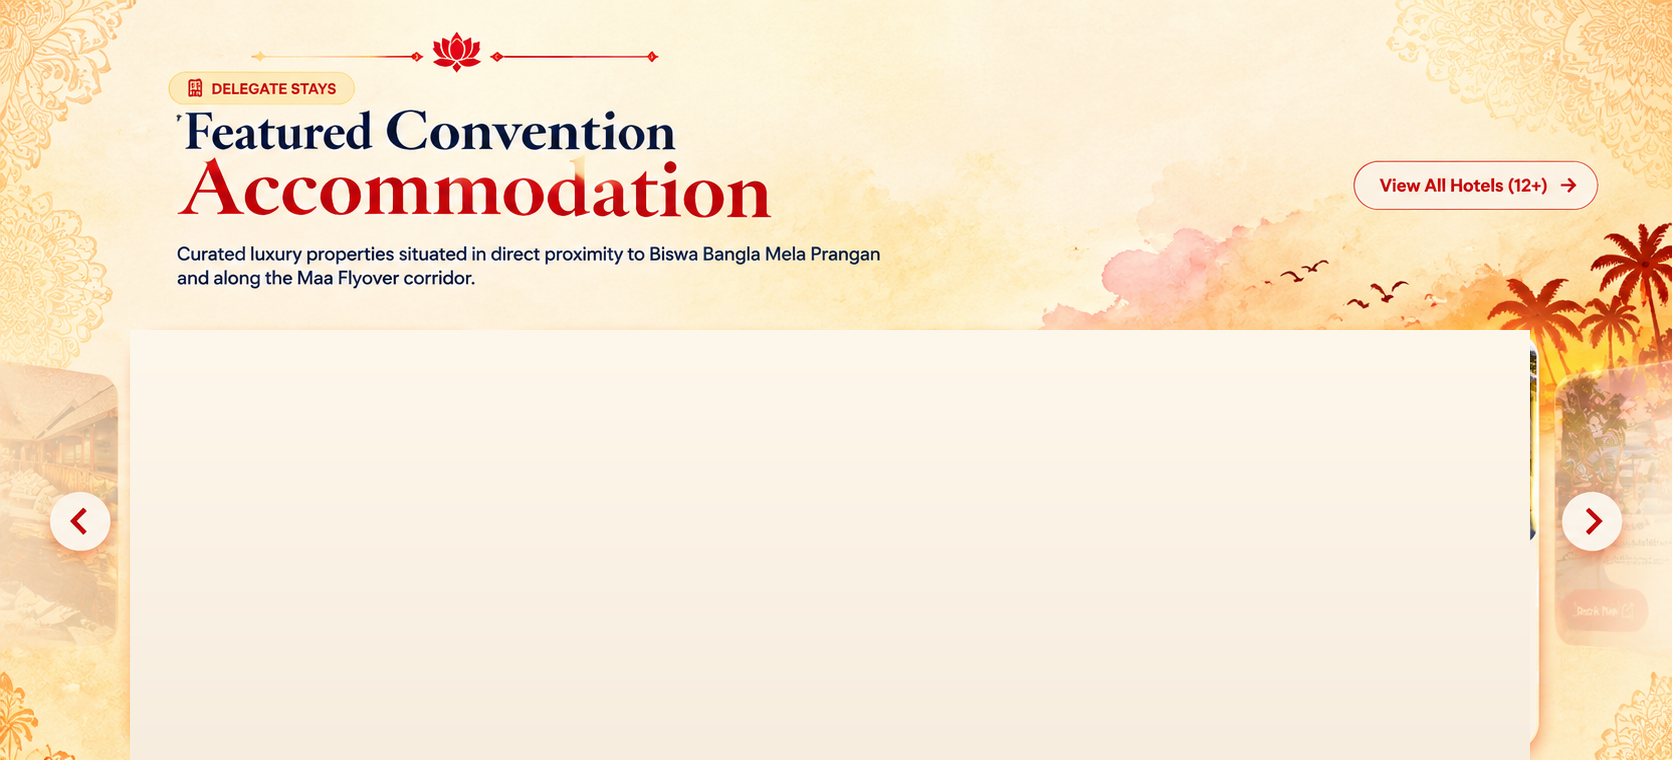 DELEGATE STAYS
Featured Convention
Accommodation
Curated luxury properties situated in direct proximity to Biswa Bangla Mela Prangan
and along the Maa Flyover corridor.
View All Hotels (12+)